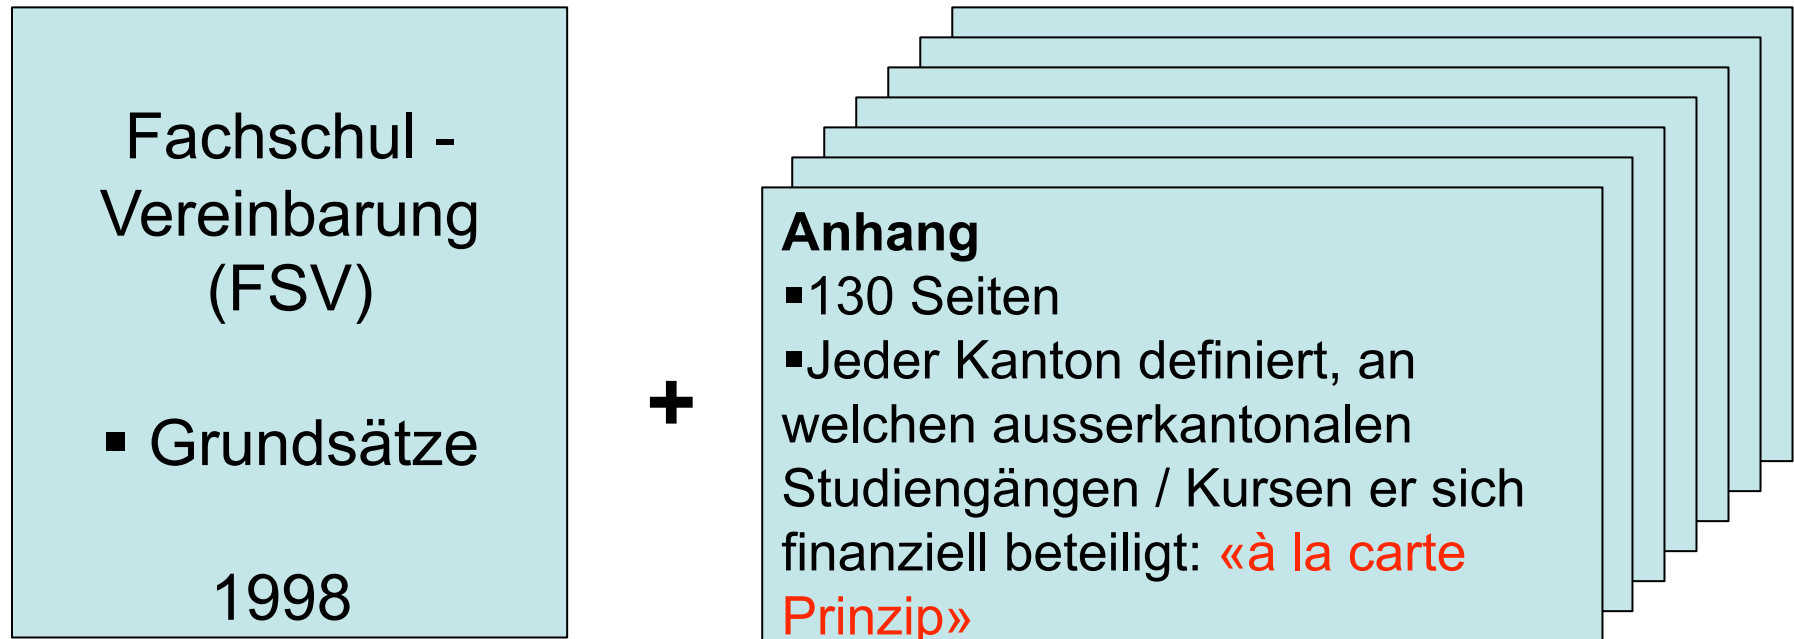 Fachschul -
Vereinbarung
(FSV)
▪ Grundsätze
1998
+
Anhang
▪130 Seiten
▪Jeder Kanton definiert, an
welchen ausserkantonalen
Studiengängen / Kursen er sich
finanziell beteiligt: «à la carte
Prinzip»